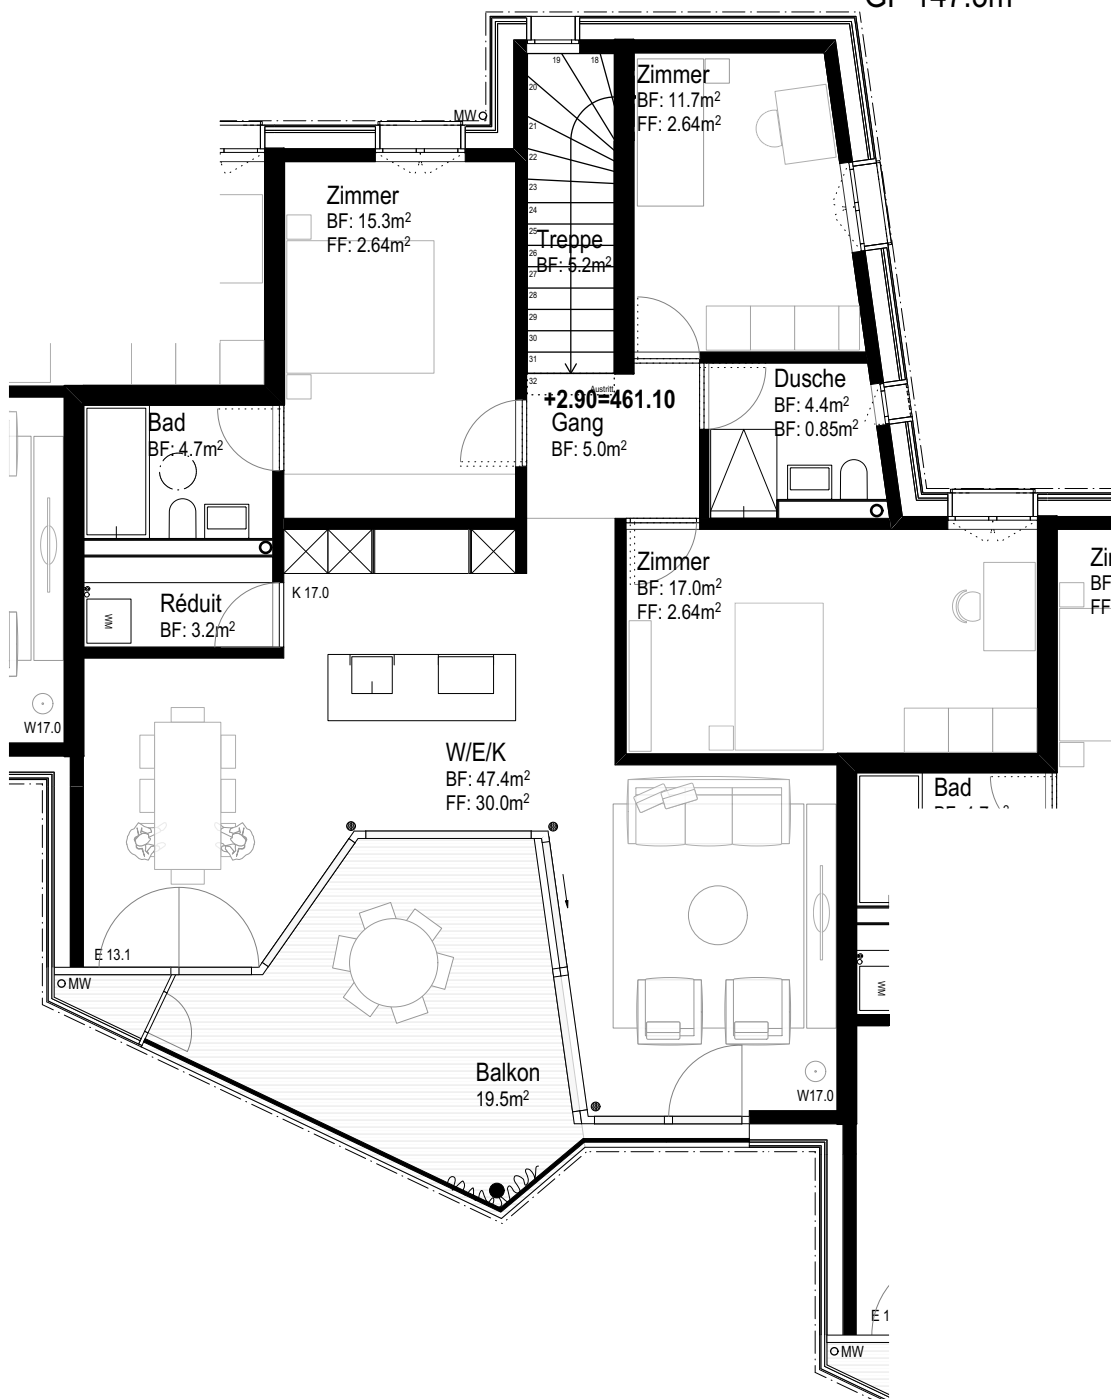 GF 147.5m²
Zimmer
BF: 11.7m²
FF: 2.64m²
19
18
20
21
22
23
24
25
26
27
28
29
30
31
32
MW
Zimmer
BF: 15.3m²
FF: 2.64m²
Treppe
BF: 5.2m²
Austritt
+2.90=461.10
Gang
BF: 5.0m²
Dusche
BF: 4.4m²
BF: 0.85m²
Bad
BF: 4.7m²
Zimmer
BF: 17.0m²
FF: 2.64m²
BF
FF
K 17.0
Réduit
BF: 3.2m²
WM
W17.0
W/E/K
BF: 47.4m²
FF: 30.0m²
Bad
E 13.1
MW
WM
Balkon
19.5m²
W17.0
E 1
MW